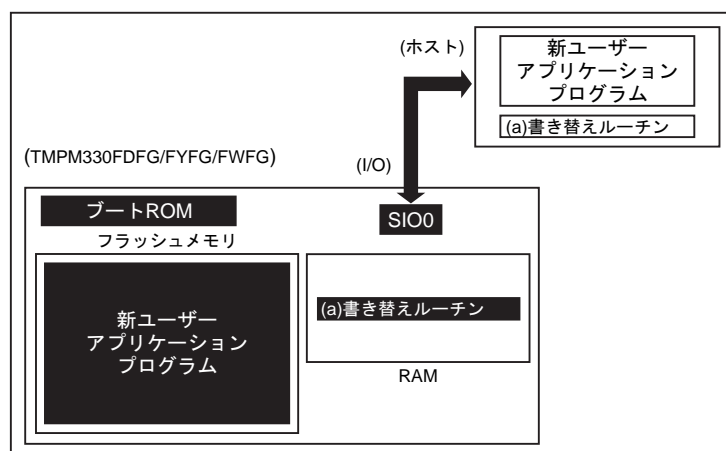 (ホスト)
新ユーザー
アプリケーション
プログラム
(a)書き替えルーチン
(TMPM330FDFG/FYFG/FWFG)
(I/O)
ブートROM
SIO0
フラッシュメモリ
新ユーザー
アプリケーション
プログラム
(a)書き替えルーチン
RAM